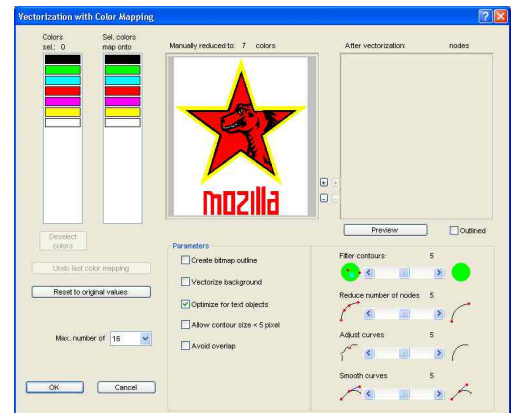 Vectorization with Color Mapping
Colors
sel.: 0
Sel. colors
map onto
Manually reduced to: 7 colors
After vectorization: nodes
mozilla
Preview
Outlined
Deselect
colors
Undo last color mapping
Reset to original values
Max. number of 16
OK
Cancel
Parameters
Create bitmap outline
Vectorize background
Optimize for text objects
Allow contour size < 5 pixel
Avoid overlap
Filter contours 5
Reduce number of nodes 5
Adjust curves 5
Smooth curves 5